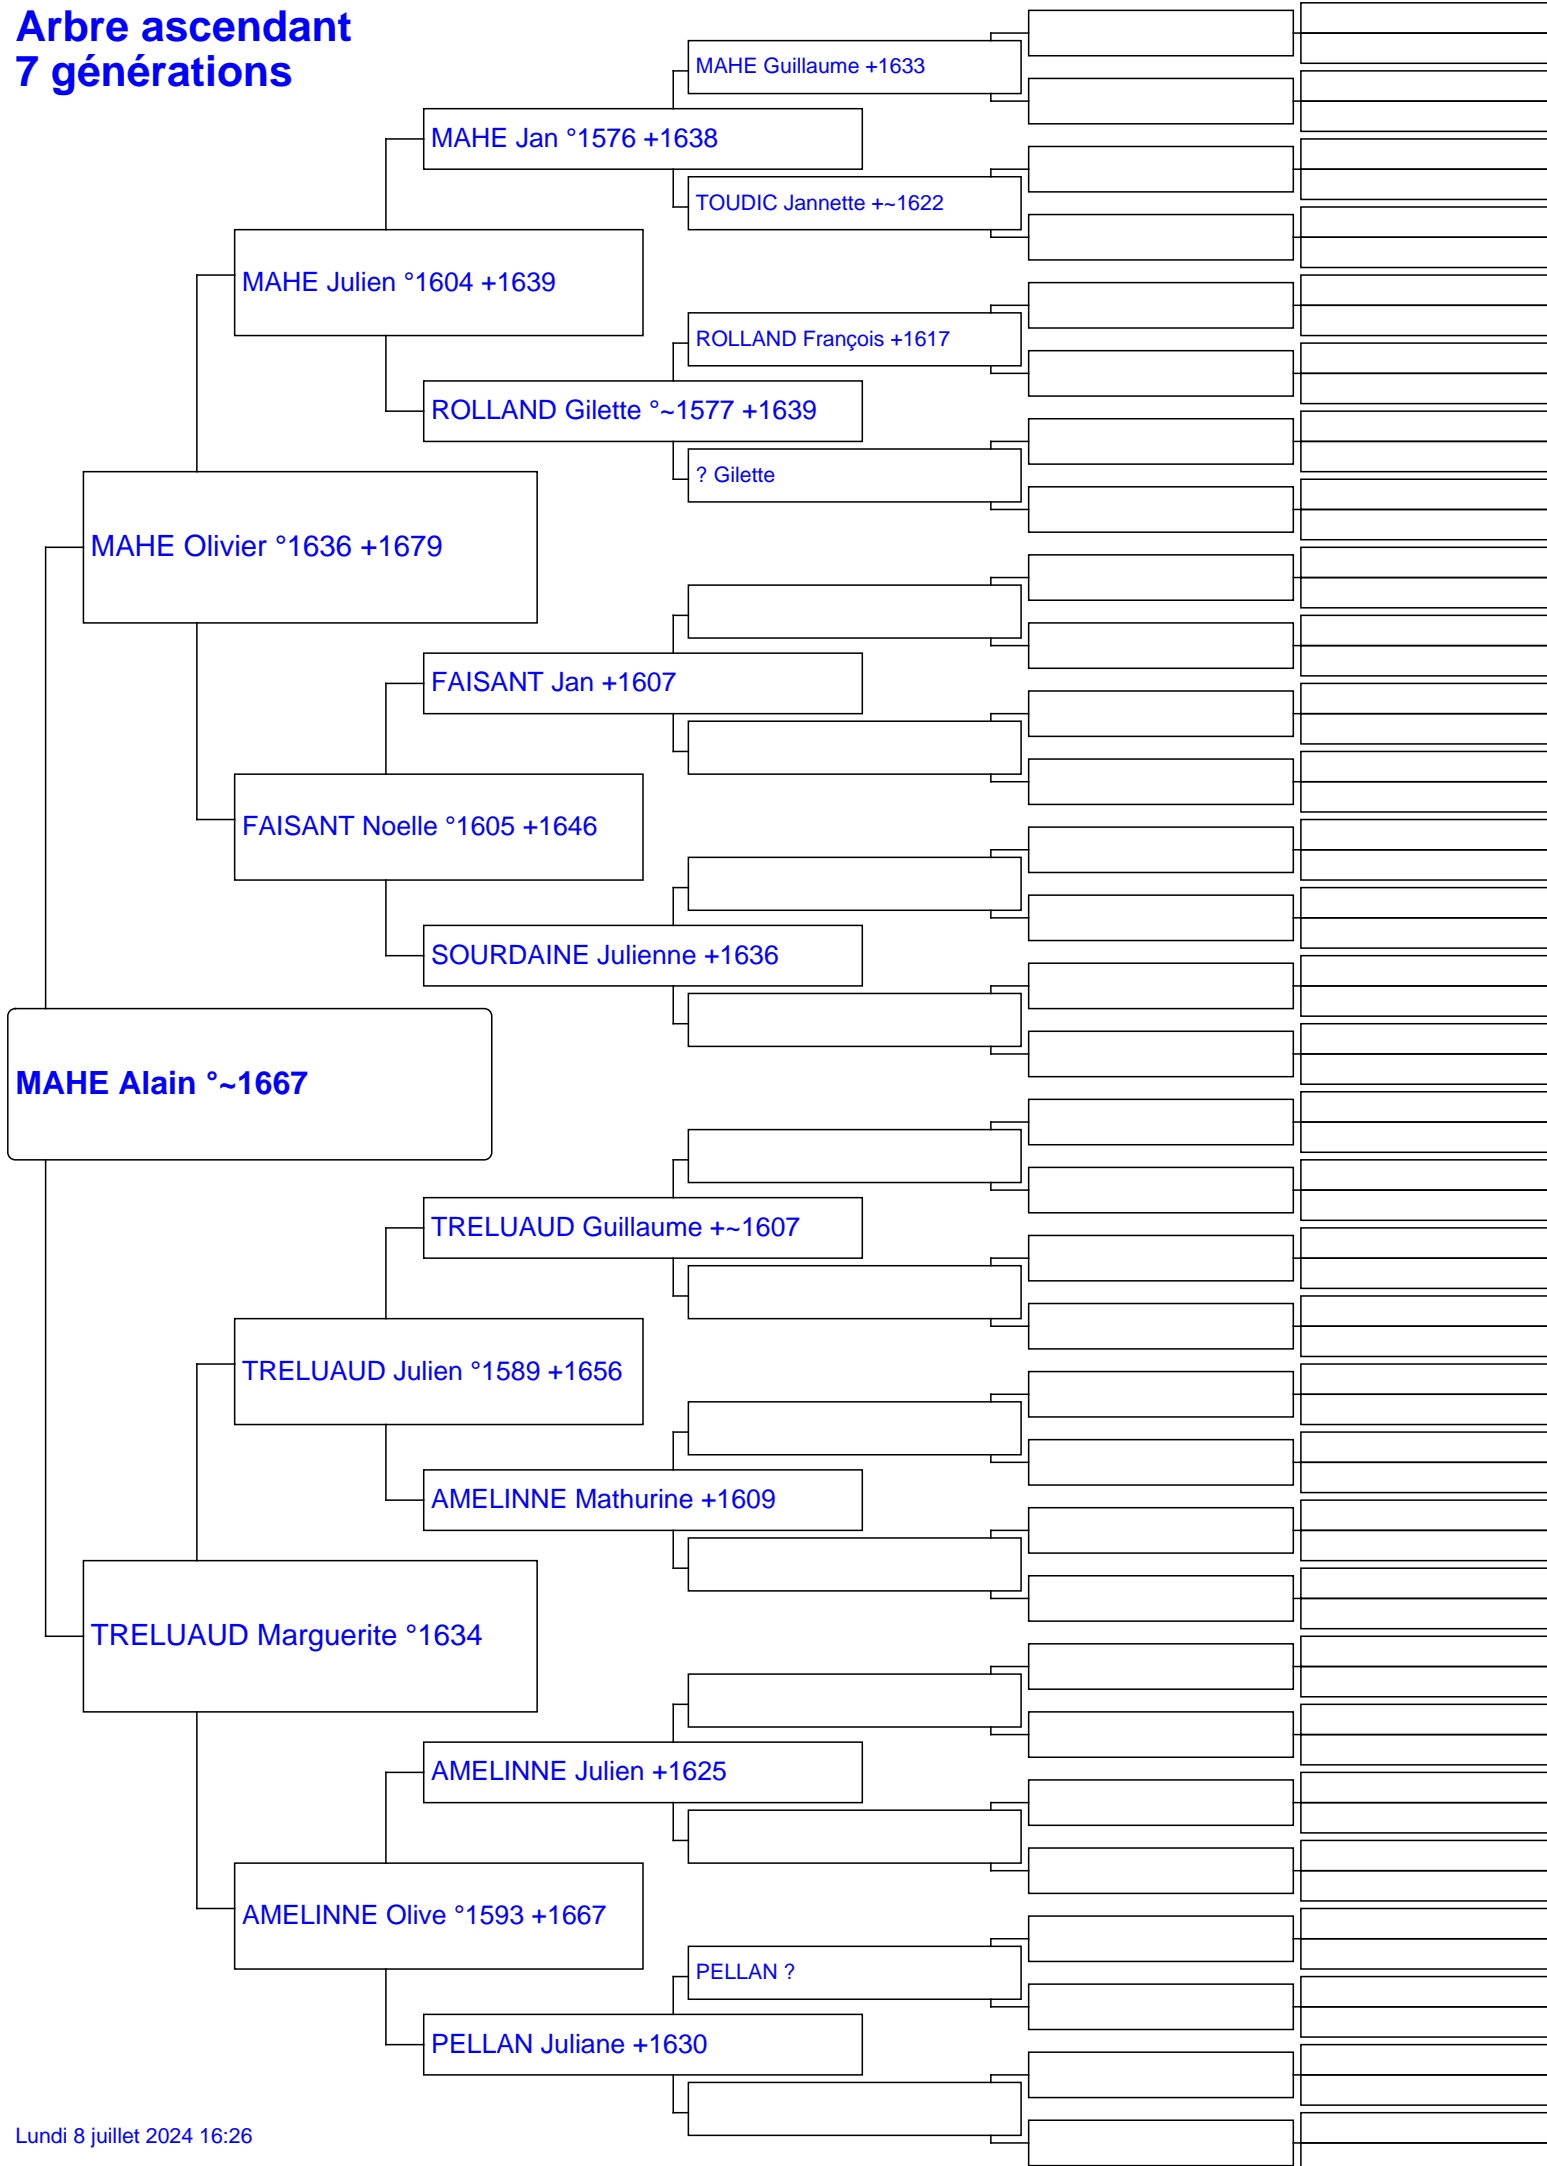 Arbre ascendant
7 générations
MAHE Guillaume +1633
MAHE Jan °1576 +1638
TOUDIC Jannette +~1622
MAHE Julien °1604 +1639
ROLLAND François +1617
ROLLAND Gilette °~1577 +1639
? Gilette
MAHE Olivier °1636 +1679
FAISANT Jan +1607
FAISANT Noelle °1605 +1646
SOURDAINE Julienne +1636
MAHE Alain °~1667
TRELUAUD Guillaume +~1607
TRELUAUD Julien °1589 +1656
AMELINNE Mathurine +1609
TRELUAUD Marguerite °1634
AMELINNE Julien +1625
AMELINNE Olive °1593 +1667
PELLAN ?
PELLAN Juliane +1630
Lundi 8 juillet 2024 16:26